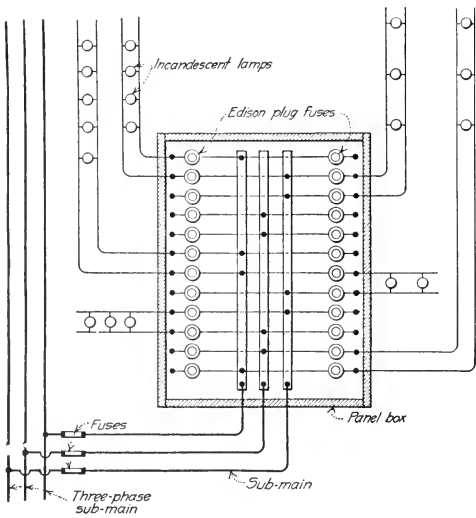 Incandescent lamps
Edison plug fuses
Panel box
Fuses
Sub-main
Three-phase
sub-main